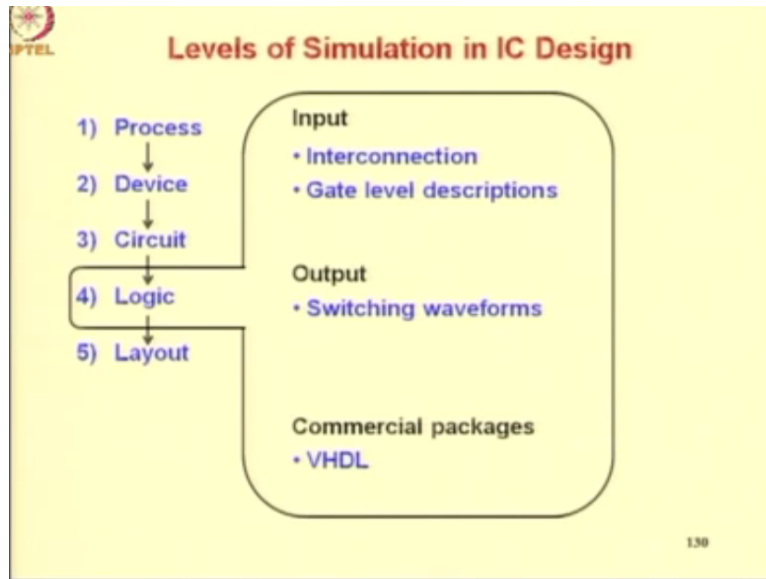 Levels of Simulation in IC Design
1) Process
2) Device
3) Circuit
4) Logic
5) Layout
Input
• Interconnection
• Gate level descriptions
Output
• Switching waveforms
Commercial packages
• VHDL
130